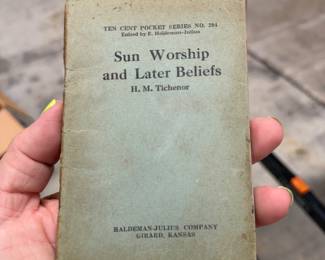 TEN CENT POCKET SERIES NO. 204
Edited by E. Haldeman-Julius
Sun Worship
and Later Beliefs
H. M. Tichenor
HALDEMAN-JULIUS COMPANY
GIRARD, KANSAS